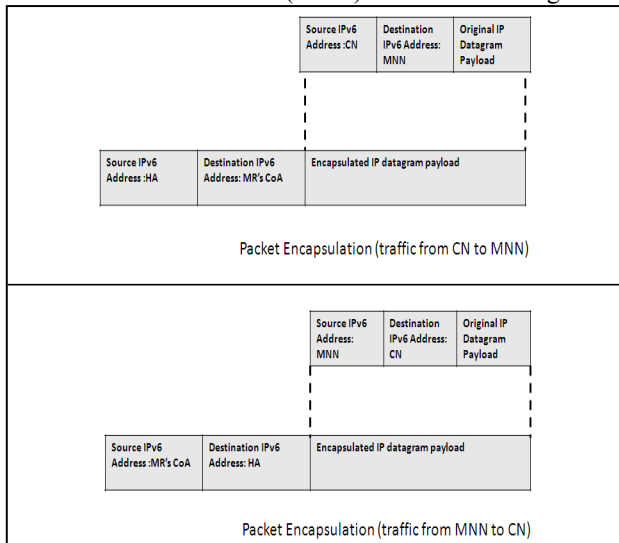 Source IPv6
Address :CN
Destination
IPv6 Address:
MNN
Original IP
Datagram
Payload
Source IPv6
Address :HA
Destination IPv6
Address: MR's CoA
Encapsulated IP datagram payload
Packet Encapsulation (traffic from CN to MNN)
Source IPv6
Address:
MNN
Destination
IPv6 Address:
CN
Original IP
Datagram
Payload
Source IPv6
Address :MR's CoA
Destination IPv6
Address: HA
Encapsulated IP datagram payload
Packet Encapsulation (traffic from MNN to CN)